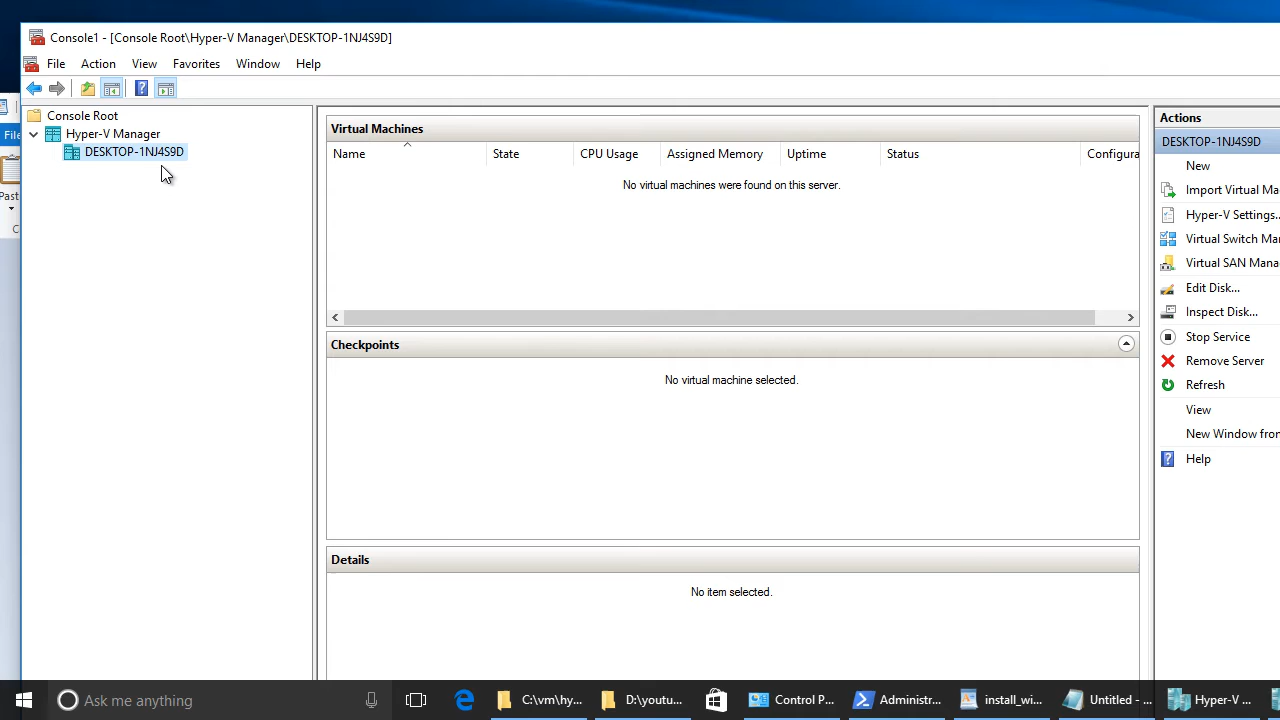 Console1 - [Console Root\Hyper-V Manager\DESKTOP-1NJ4S9D]
File Action View Favorites Window Help
File
Past
C
Console Root
Hyper-V Manager
DESKTOP-1NJ4S9D
Virtual Machines
Name State CPU Usage Assigned Memory Uptime Status Configura
No virtual machines were found on this server.
Checkpoints
No virtual machine selected.
Details
No item selected.
Actions
DESKTOP-1NJ4S9D
New
Import Virtual Ma
Hyper-V Settings..
Virtual Switch Man
Virtual SAN Mana
Edit Disk...
Inspect Disk...
Stop Service
Remove Server
Refresh
View
New Window from
Help
Ask me anything C:\vm\hy... D:\youtu... Control P... Administr... install_wi... Untitled - ... Hyper-V ...